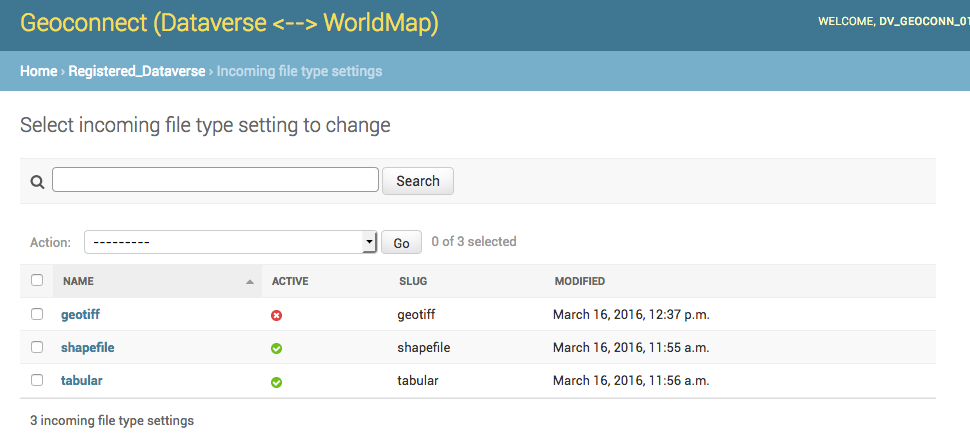 Geoconnect (Dataverse <--> WorldMap)
WELCOME, DV_GEOCONN_01
Home › Registered_Dataverse › Incoming file type settings
Select incoming file type setting to change
Search
Action: --------- Go 0 of 3 selected
NAME ACTIVE SLUG MODIFIED
geotiff geotiff March 16, 2016, 12:37 p.m.
shapefile shapefile March 16, 2016, 11:55 a.m.
tabular tabular March 16, 2016, 11:56 a.m.
3 incoming file type settings